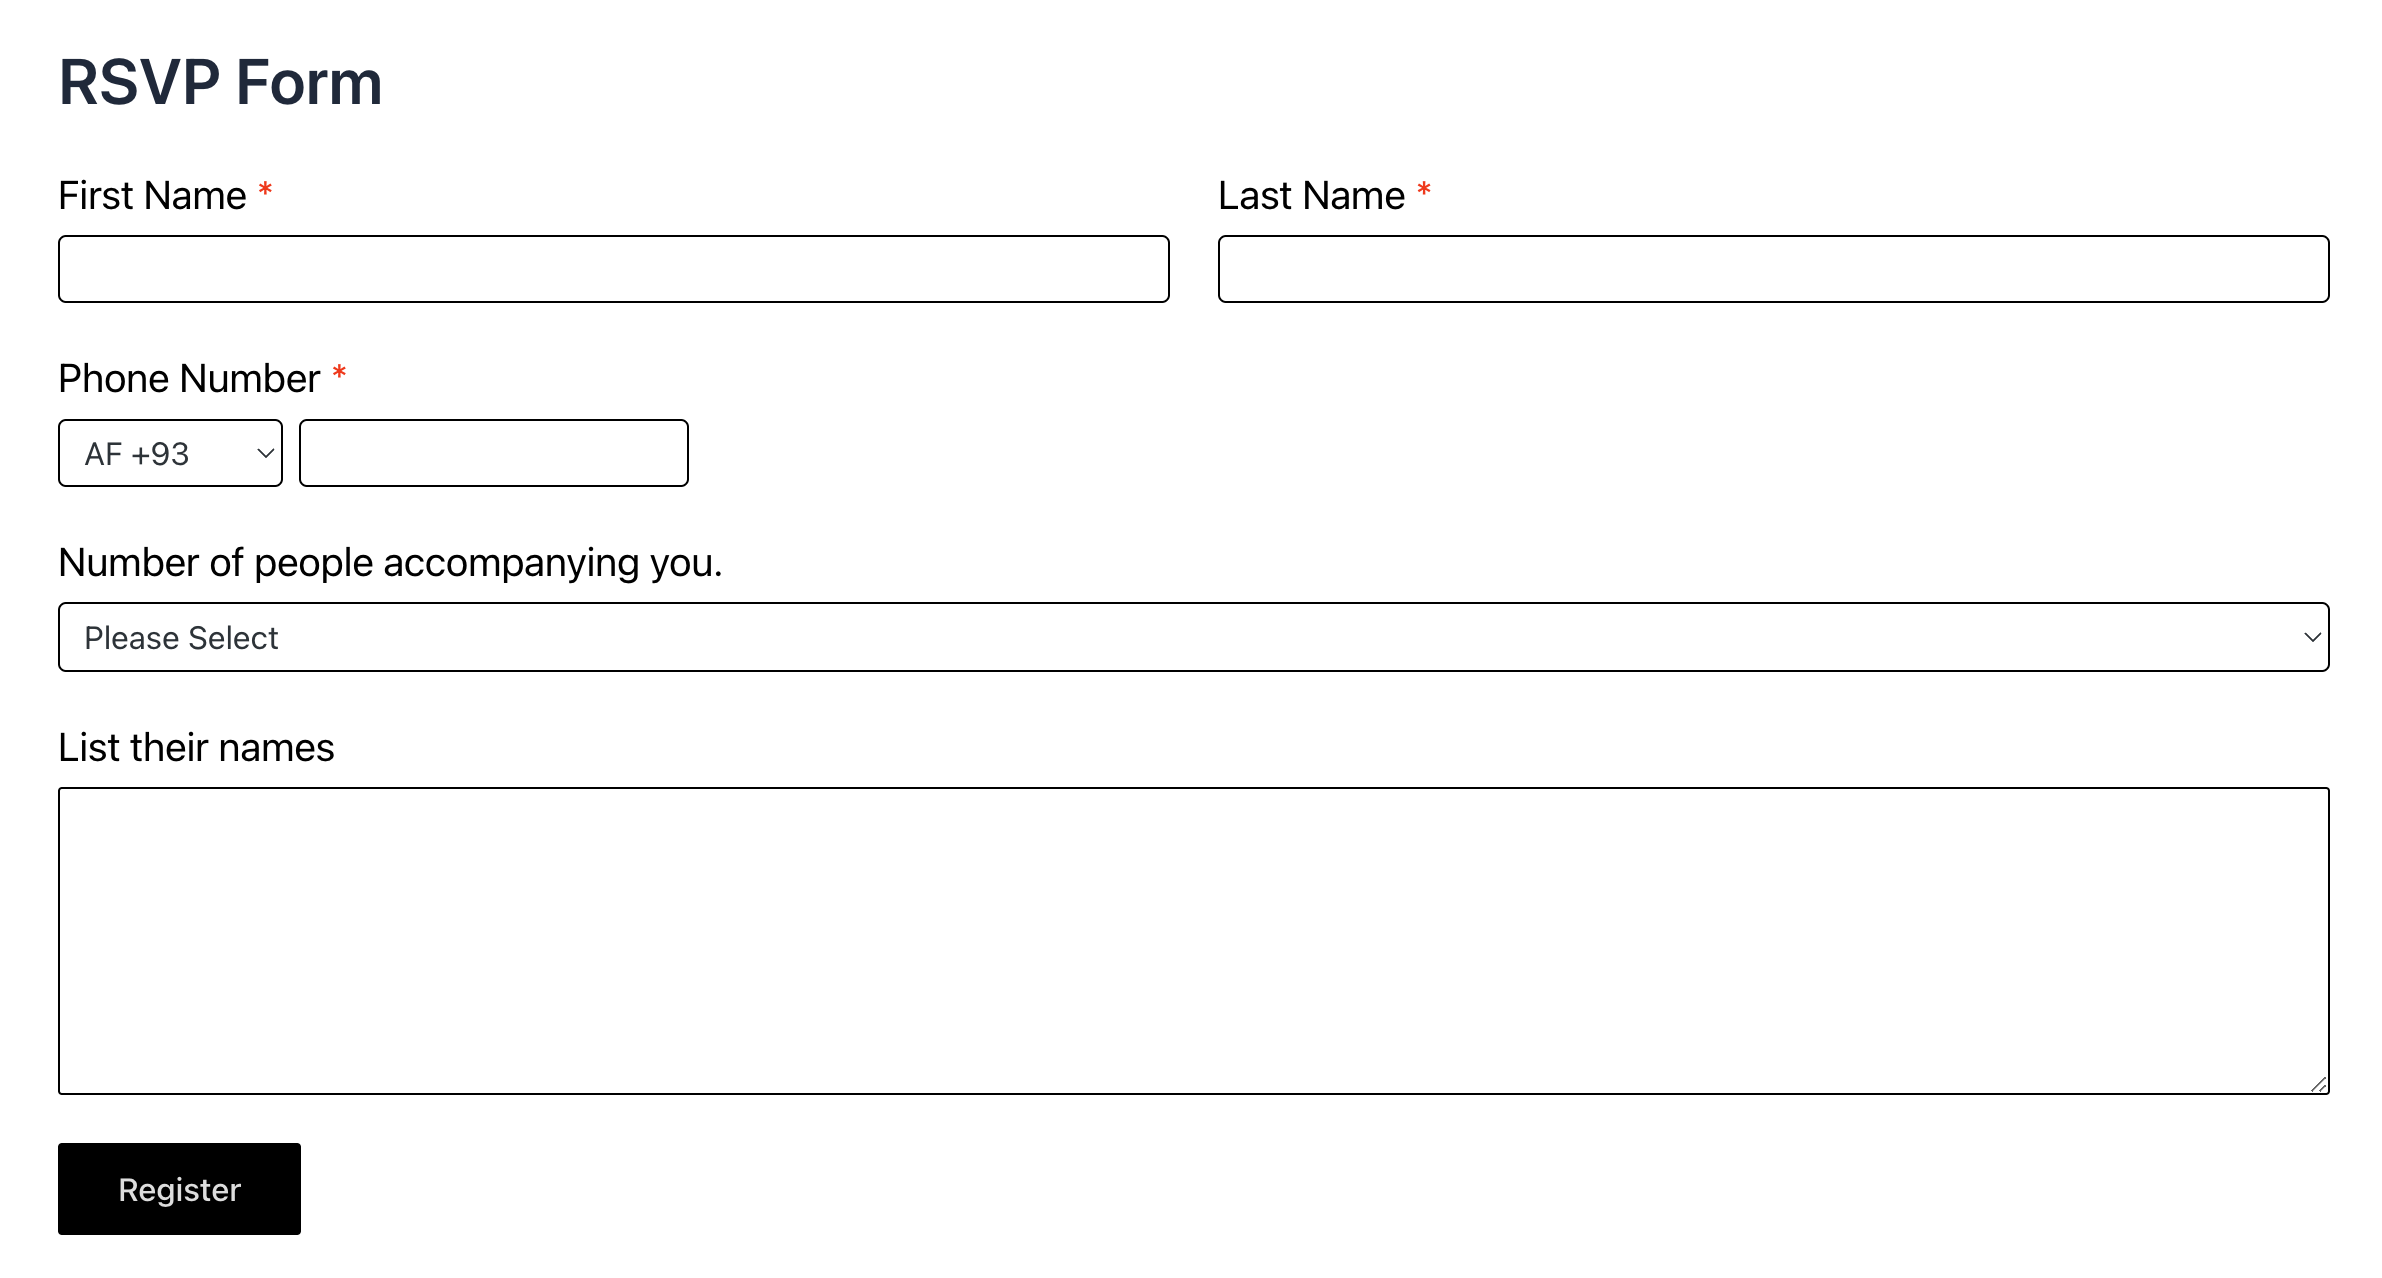 RSVP Form
First Name *
Last Name *
Phone Number *
AF +93
Number of people accompanying you.
Please Select
List their names
Register